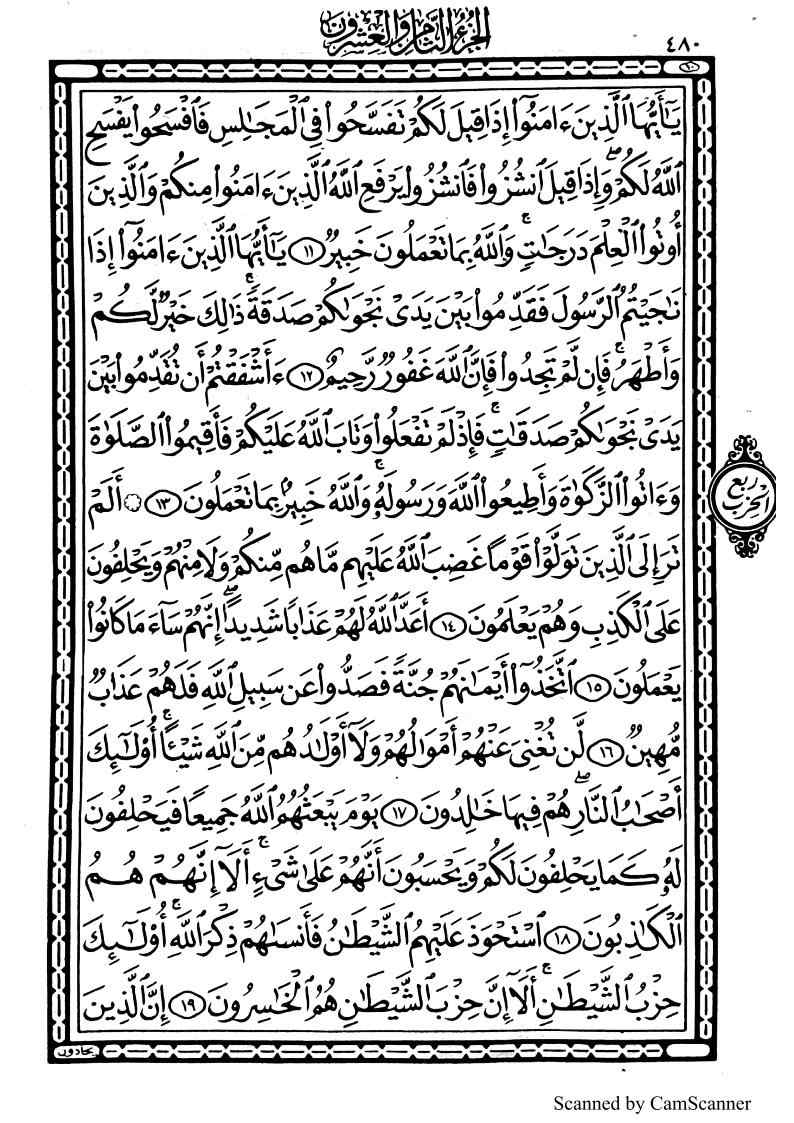 الجزء الثامن والعشرون
٤٨٠
٢٠
يَٰٓأَيُّهَا ٱلَّذِينَ ءَامَنُوٓا۟ إِذَا قِيلَ لَكُمْ تَفَسَّحُوا۟ فِى ٱلْمَجَٰلِسِ فَٱفْسَحُوا۟ يَفْسَحِ
ٱللَّهُ لَكُمْ ۖ وَإِذَا قِيلَ ٱنشُزُوا۟ فَٱنشُزُوا۟ يَرْفَعِ ٱللَّهُ ٱلَّذِينَ ءَامَنُوا۟ مِنكُمْ وَٱلَّذِينَ
أُوتُوا۟ ٱلْعِلْمَ دَرَجَٰتٍ ۚ وَٱللَّهُ بِمَا تَعْمَلُونَ خَبِيرٌ ١١ يَٰٓأَيُّهَا ٱلَّذِينَ ءَامَنُوٓا۟ إِذَا
نَٰجَيْتُمُ ٱلرَّسُولَ فَقَدِّمُوا۟ بَيْنَ يَدَىْ نَجْوَىٰكُمْ صَدَقَةً ۚ ذَٰلِكَ خَيْرٌ لَّكُمْ
وَأَطْهَرُ ۚ فَإِن لَّمْ تَجِدُوا۟ فَإِنَّ ٱللَّهَ غَفُورٌ رَّحِيمٌ ١٢ ءَأَشْفَقْتُمْ أَن تُقَدِّمُوا۟ بَيْنَ
يَدَىْ نَجْوَىٰكُمْ صَدَقَٰتٍ ۚ فَإِذْ لَمْ تَفْعَلُوا۟ وَتَابَ ٱللَّهُ عَلَيْكُمْ فَأَقِيمُوا۟ ٱلصَّلَوٰةَ
وَءَاتُوا۟ ٱلزَّكَوٰةَ وَأَطِيعُوا۟ ٱللَّهَ وَرَسُولَهُۥ ۚ وَٱللَّهُ خَبِيرٌۢ بِمَا تَعْمَلُونَ ١٣ ۞ أَلَمْ
ربع الحزب
تَرَ إِلَى ٱلَّذِينَ تَوَلَّوْا۟ قَوْمًا غَضِبَ ٱللَّهُ عَلَيْهِم مَّا هُم مِّنكُمْ وَلَا مِنْهُمْ وَيَحْلِفُونَ
عَلَى ٱلْكَذِبِ وَهُمْ يَعْلَمُونَ ١٤ أَعَدَّ ٱللَّهُ لَهُمْ عَذَابًا شَدِيدًا ۖ إِنَّهُمْ سَآءَ مَا كَانُوا۟
يَعْمَلُونَ ١٥ ٱتَّخَذُوٓا۟ أَيْمَٰنَهُمْ جُنَّةً فَصَدُّوا۟ عَن سَبِيلِ ٱللَّهِ فَلَهُمْ عَذَابٌ
مُّهِينٌ ١٦ لَّن تُغْنِىَ عَنْهُمْ أَمْوَٰلُهُمْ وَلَآ أَوْلَٰدُهُم مِّنَ ٱللَّهِ شَيْـًٔا ۚ أُو۟لَٰٓئِكَ
أَصْحَٰبُ ٱلنَّارِ ۖ هُمْ فِيهَا خَٰلِدُونَ ١٧ يَوْمَ يَبْعَثُهُمُ ٱللَّهُ جَمِيعًا فَيَحْلِفُونَ
لَهُۥ كَمَا يَحْلِفُونَ لَكُمْ وَيَحْسَبُونَ أَنَّهُمْ عَلَىٰ شَىْءٍ ۚ أَلَآ إِنَّهُمْ هُمُ
ٱلْكَٰذِبُونَ ١٨ ٱسْتَحْوَذَ عَلَيْهِمُ ٱلشَّيْطَٰنُ فَأَنسَىٰهُمْ ذِكْرَ ٱللَّهِ ۚ أُو۟لَٰٓئِكَ
حِزْبُ ٱلشَّيْطَٰنِ ۚ أَلَآ إِنَّ حِزْبَ ٱلشَّيْطَٰنِ هُمُ ٱلْخَٰسِرُونَ ١٩ إِنَّ ٱلَّذِينَ
يحادون
Scanned by CamScanner